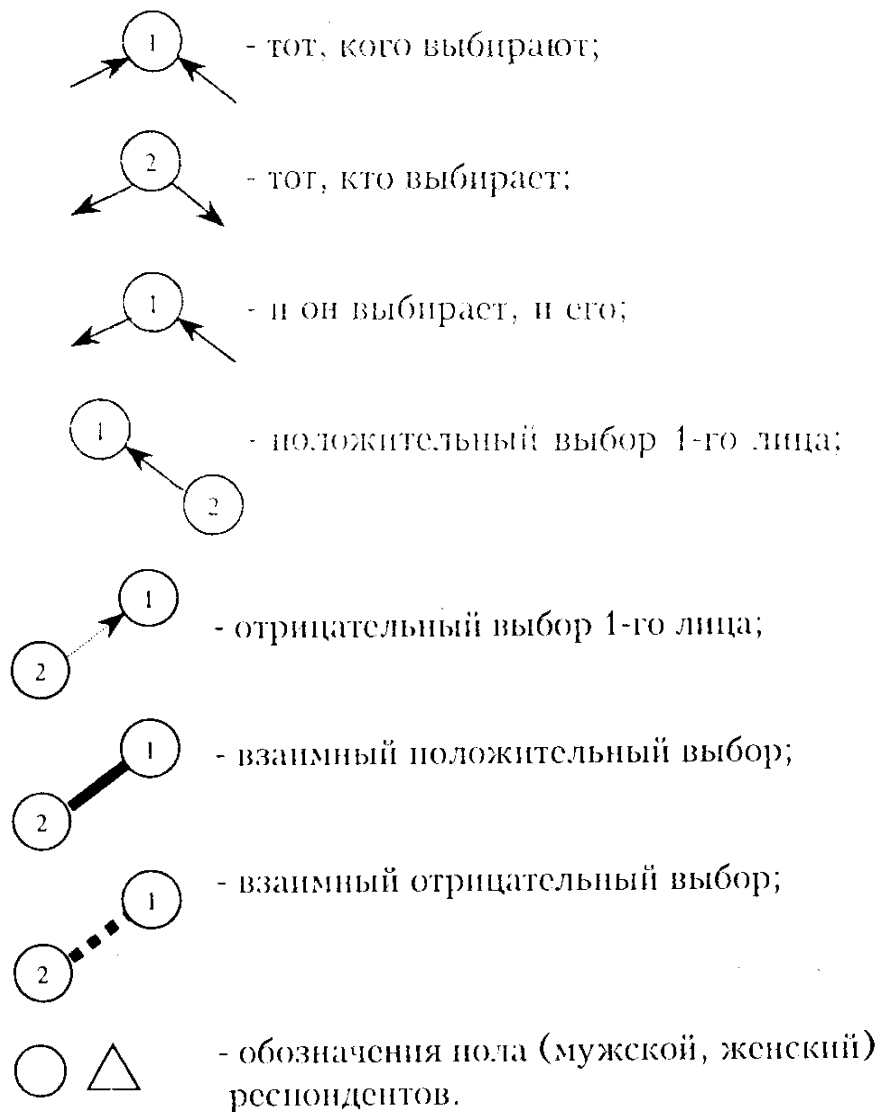 1 - тот, кого выбирают;
2 - тот, кто выбирает;
1 - и он выбирает, и его;
1
- положительный выбор 1-го лица;
2
1
- отрицательный выбор 1-го лица;
2
1
- взаимный положительный выбор;
2
1
- взаимный отрицательный выбор;
2
- обозначения пола (мужской, женский)
респондентов.